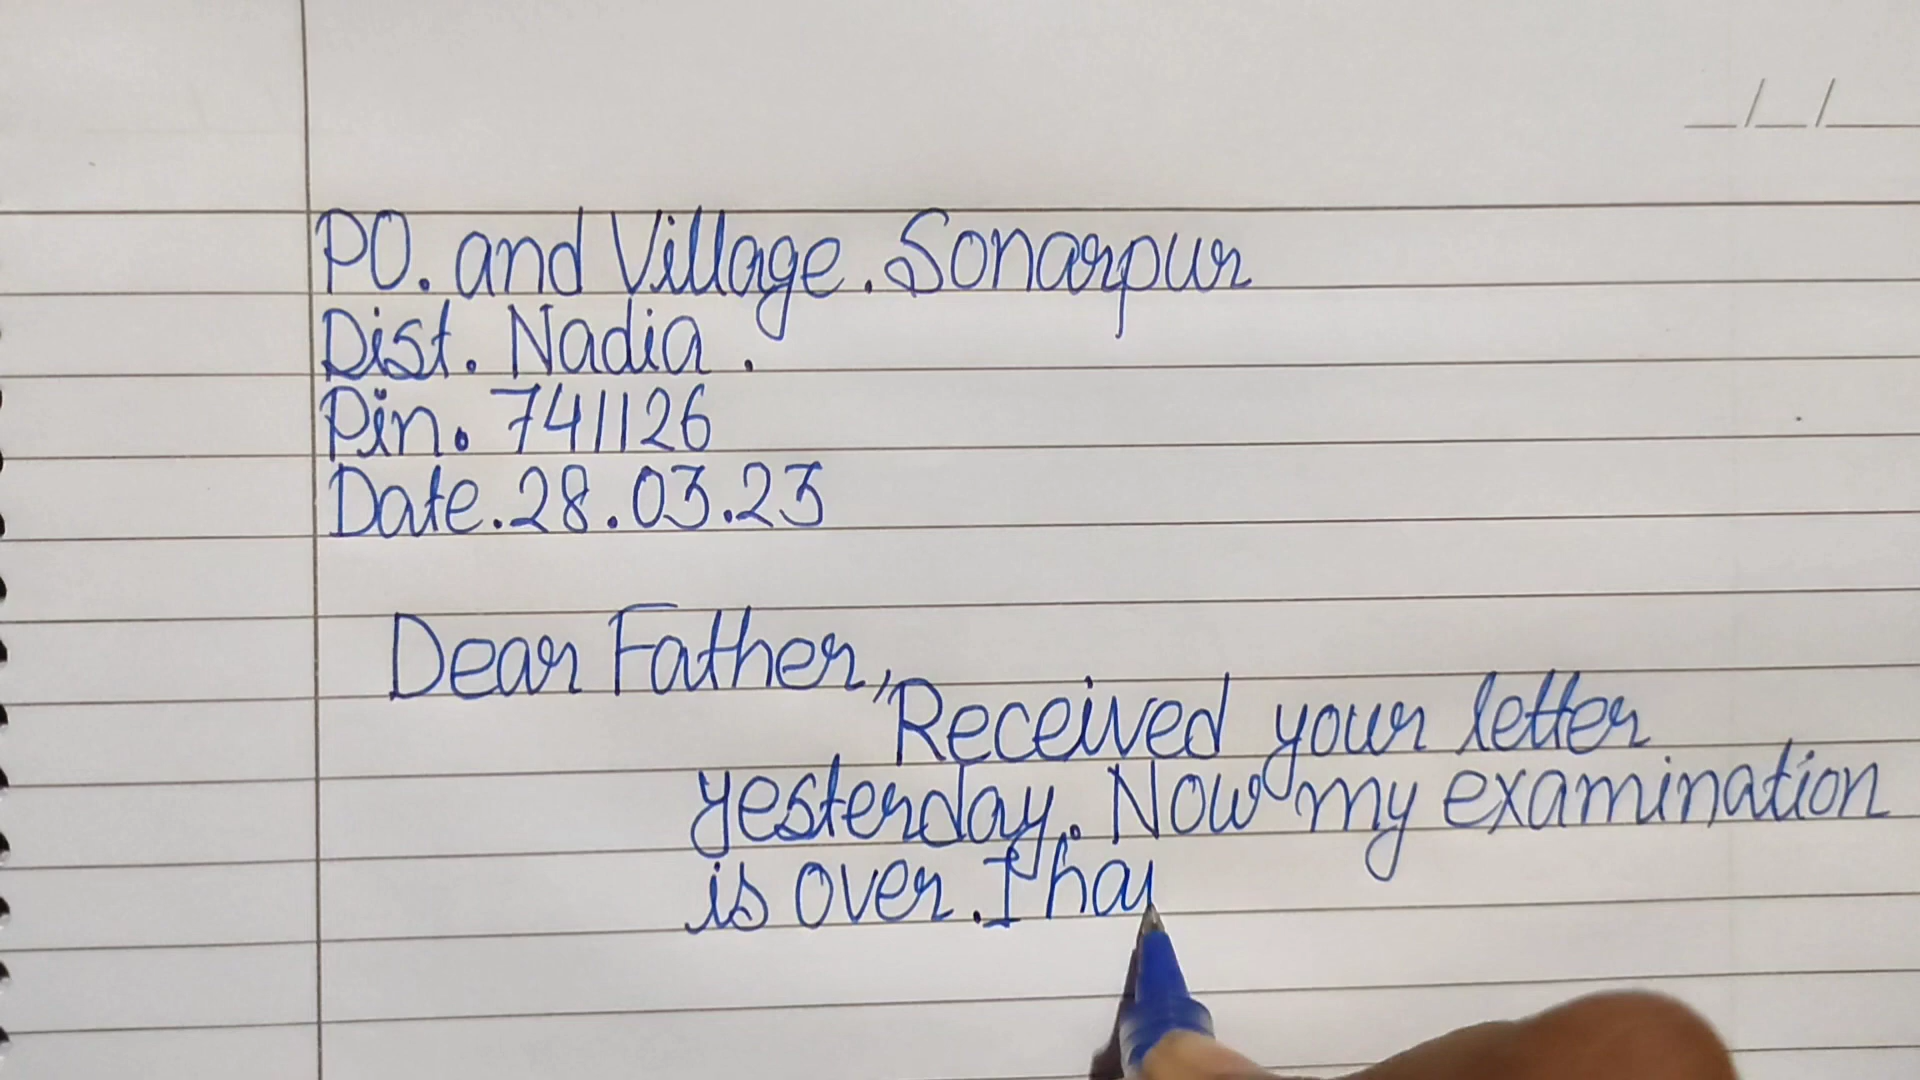 PO. and Village. Sonarpur
Dist. Nadia.
Pin. 741126
Date. 28.03.23
Dear Father,
Received your letter
yesterday. Now my examination
is over. I ha